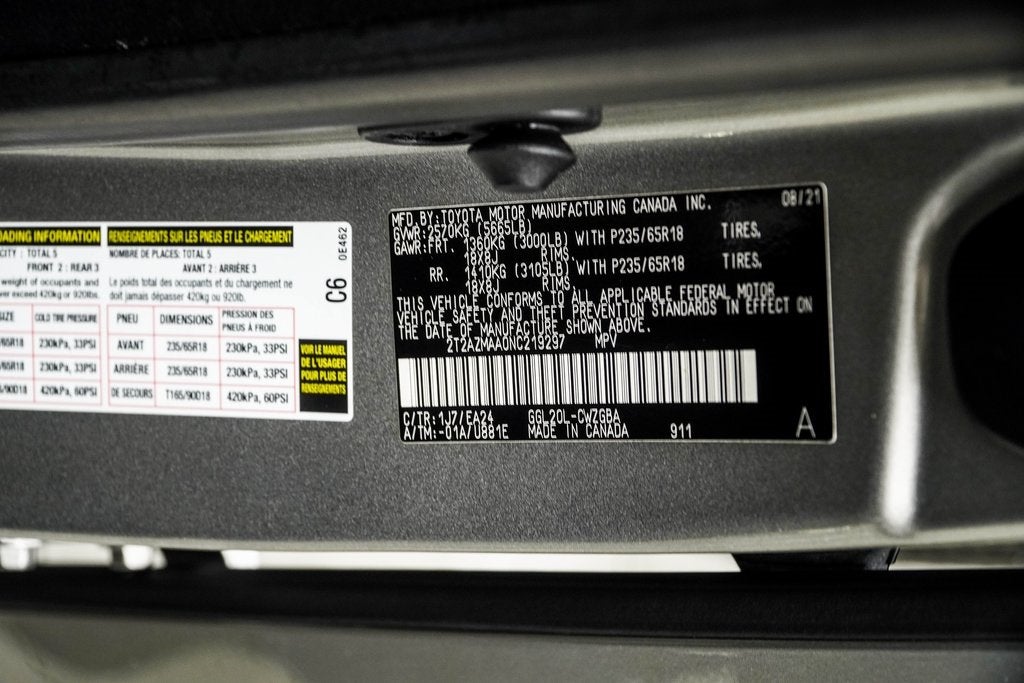 OADING INFORMATION
CITY : TOTAL 5
FRONT 2 : REAR 3
weight of occupants and
ver exceed 420kg or 920lbs.
SIZE COLD TIRE PRESSURE
65R18 230kPa, 33PSI
65R18 230kPa, 33PSI
/90D18 420kPa, 60PSI
RENSEIGNEMENTS SUR LES PNEUS ET LE CHARGEMENT
NOMBRE DE PLACES: TOTAL 5
AVANT 2 : ARRIÈRE 3
Le poids total des occupants et du chargement ne
doit jamais dépasser 420kg ou 920lb.
PNEU DIMENSIONS PRESSION DES
PNEUS À FROID
AVANT 235/65R18 230kPa, 33PSI
ARRIÈRE 235/65R18 230kPa, 33PSI
DE SECOURS T165/90D18 420kPa, 60PSI
C6
0E462
VOIR LE MANUEL
DE L'USAGER
POUR PLUS DE
RENSEIGNEMENTS
08/21
MFD.BY:TOYOTA MOTOR MANUFACTURING CANADA INC.
GVWR:2570KG (5665LB)
GAWR:FRT. 1360KG (3000LB) WITH P235/65R18 TIRES,
18X8J RIMS,
RR. 1410KG (3105LB) WITH P235/65R18 TIRES,
18X8J RIMS.
THIS VEHICLE CONFORMS TO ALL APPLICABLE FEDERAL MOTOR
VEHICLE SAFETY AND THEFT PREVENTION STANDARDS IN EFFECT ON
THE DATE OF MANUFACTURE SHOWN ABOVE.
2T2AZMAA0NC219297 MPV
C/TR:1J7/EA24 GGL20L-CWZGBA
A/TM:-01A/U881E MADE IN CANADA 911
A